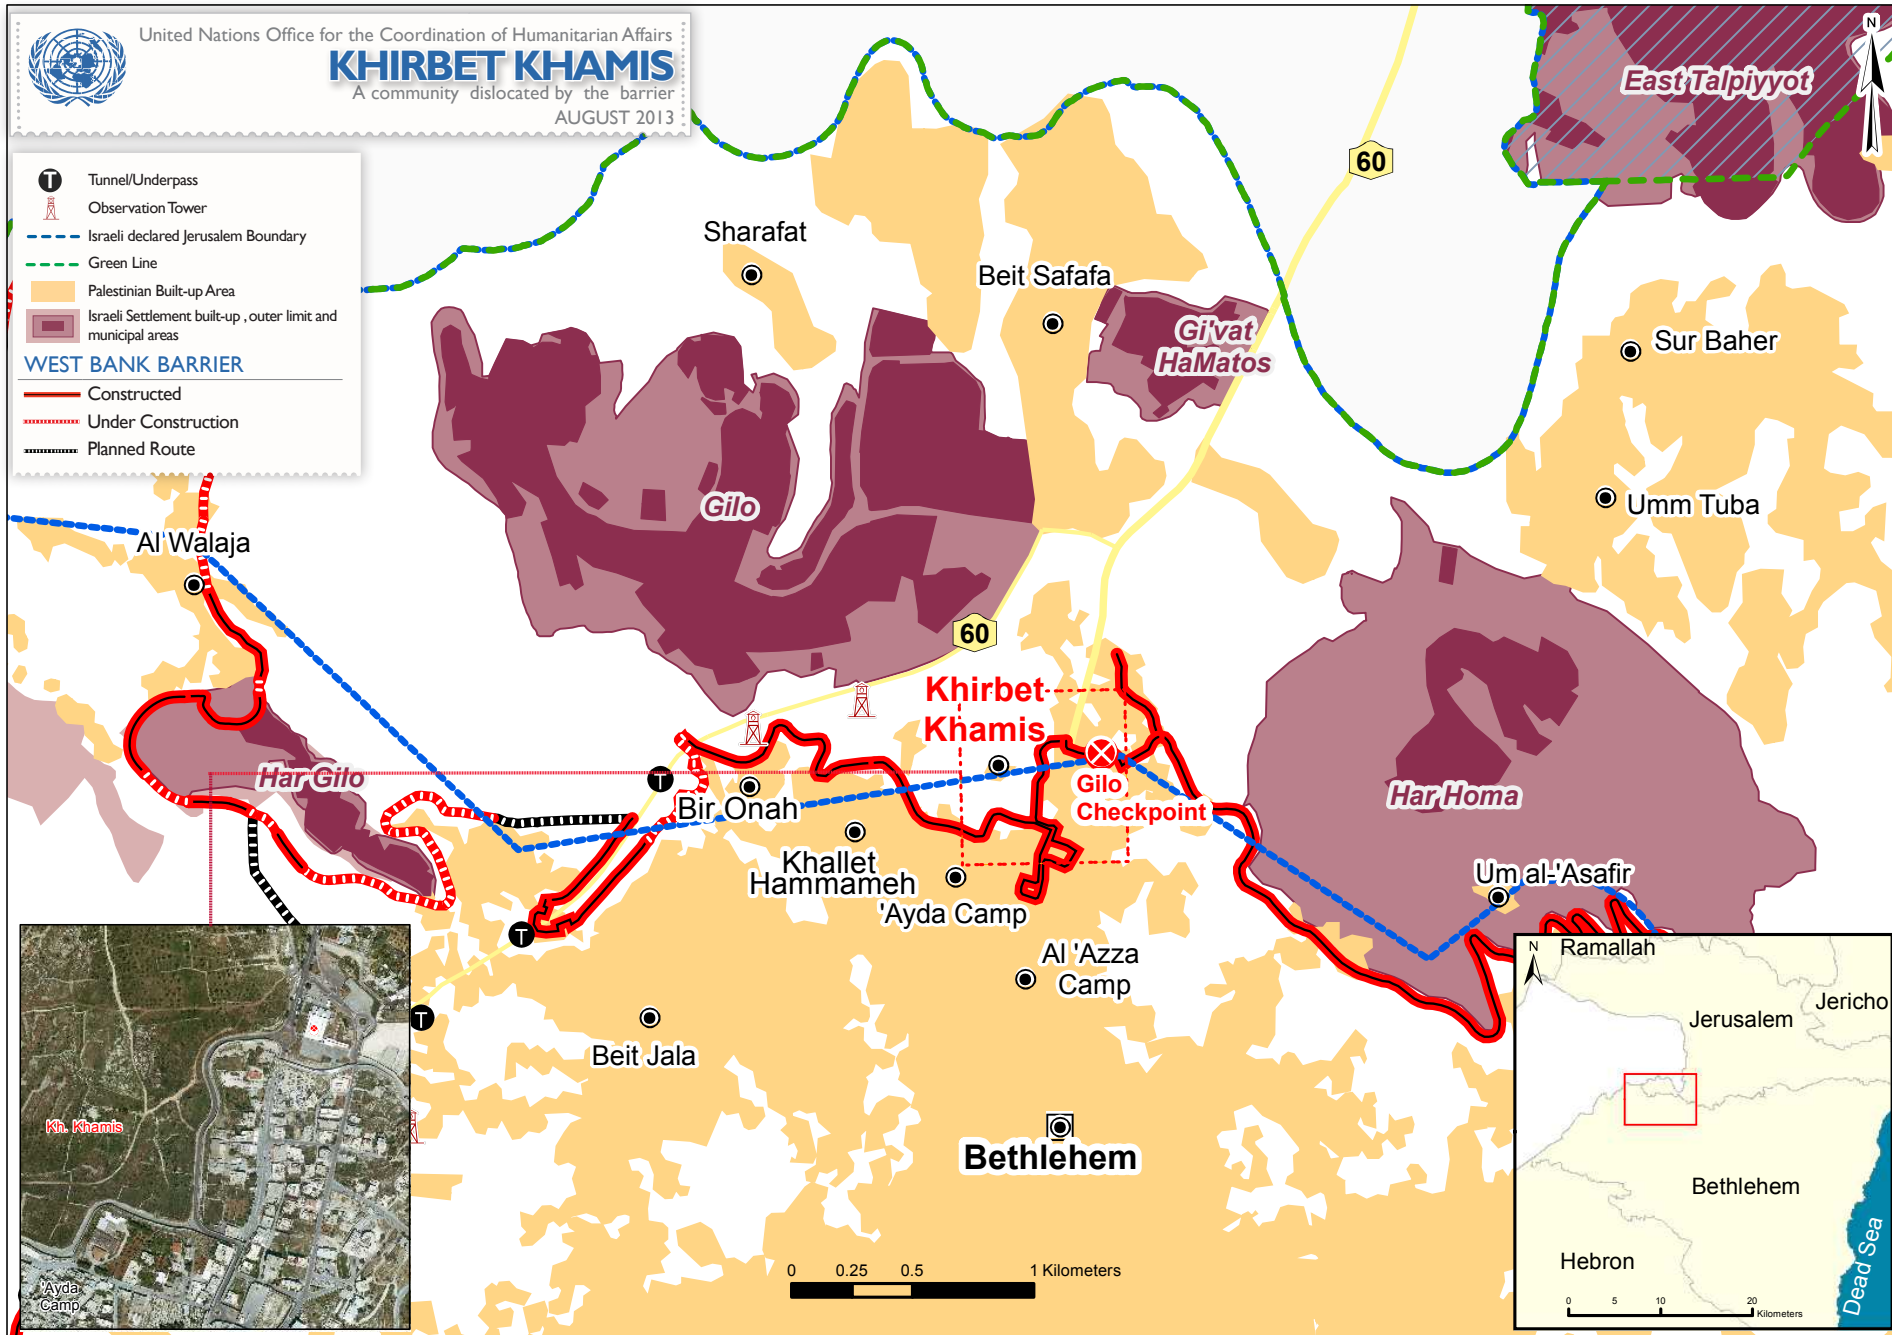 United Nations Office for the Coordination of Humanitarian Affairs
KHIRBET KHAMIS
A community dislocated by the barrier
AUGUST 2013
T Tunnel/Underpass
Observation Tower
Israeli declared Jerusalem Boundary
Green Line
Palestinian Built-up Area
Israeli Settlement built-up , outer limit and
municipal areas
WEST BANK BARRIER
Constructed
Under Construction
Planned Route
N
East Talpiyyot
60
Sharafat
Beit Safafa
Gi'vat
HaMatos
Sur Baher
Umm Tuba
Gilo
Al Walaja
60
Khirbet
Khamis
Har Gilo
T
Bir Onah
Gilo
Checkpoint
Har Homa
Khallet
Hammameh
'Ayda Camp
Um al-'Asafir
T
Al 'Azza
Camp
T
Beit Jala
Bethlehem
Kh. Khamis
'Ayda
Camp
0 0.25 0.5 1 Kilometers
N
Ramallah
Jericho
Jerusalem
Bethlehem
Hebron
Dead Sea
0 5 10 20
Kilometers